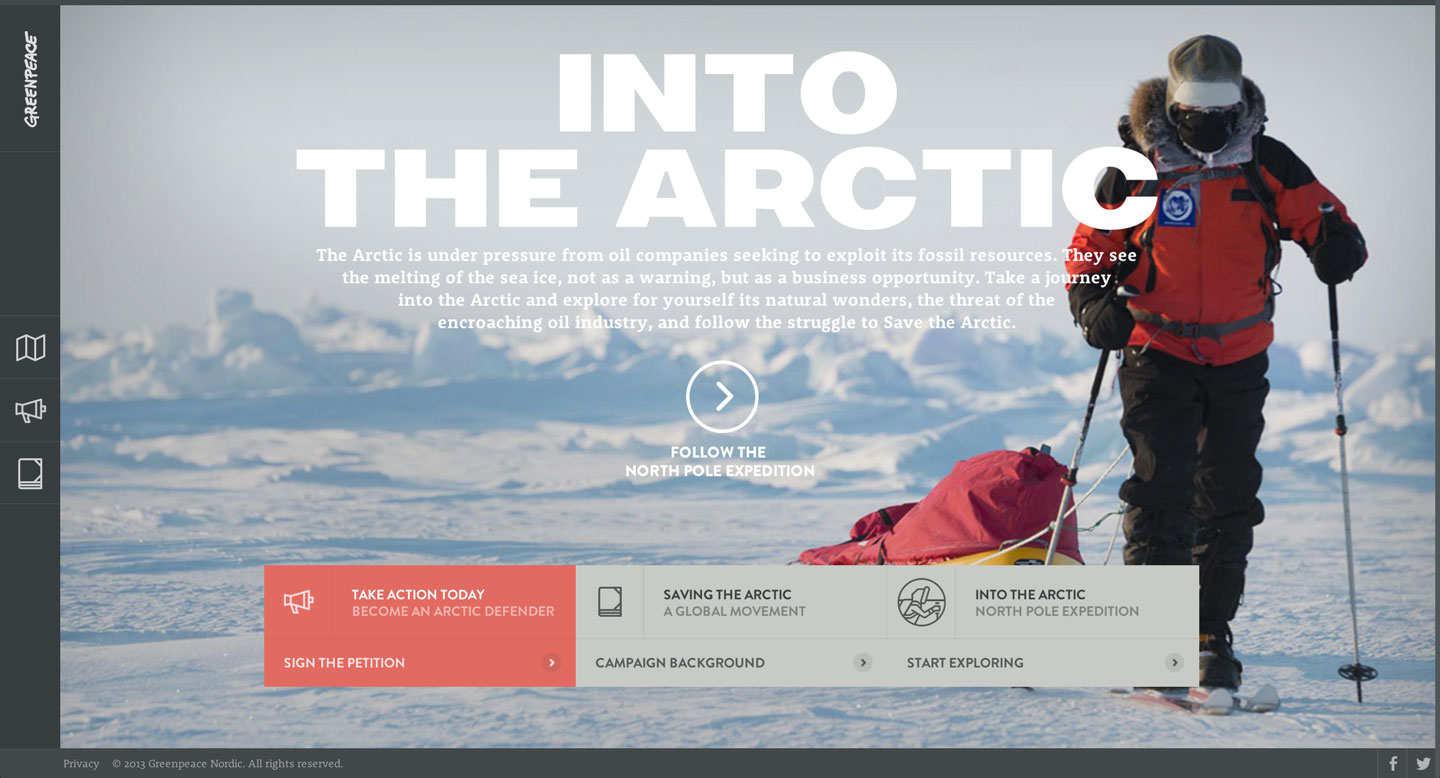 GREENPEACE
INTO
THE ARCTIC
The Arctic is under pressure from oil companies seeking to exploit its fossil resources. They see
the melting of the sea ice, not as a warning, but as a business opportunity. Take a journey
into the Arctic and explore for yourself its natural wonders, the threat of the
encroaching oil industry, and follow the struggle to Save the Arctic.
FOLLOW THE
NORTH POLE EXPEDITION
TAKE ACTION TODAY
BECOME AN ARCTIC DEFENDER
SIGN THE PETITION
SAVING THE ARCTIC
A GLOBAL MOVEMENT
CAMPAIGN BACKGROUND
INTO THE ARCTIC
NORTH POLE EXPEDITION
START EXPLORING
Privacy © 2013 Greenpeace Nordic. All rights reserved.